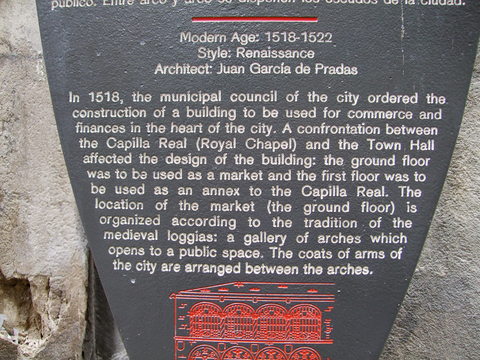 público. Entre arco y arco se disponen los escudos de la ciudad.
Modern Age: 1518-1522
Style: Renaissance
Architect: Juan García de Pradas
In 1518, the municipal council of the city ordered the
construction of a building to be used for commerce and
finances in the heart of the city. A confrontation between
the Capilla Real (Royal Chapel) and the Town Hall
affected the design of the building: the ground floor
was to be used as a market and the first floor was to
be used as an annex to the Capilla Real. The
location of the market (the ground floor) is
organized according to the tradition of the
medieval loggias: a gallery of arches which
opens to a public space. The coats of arms of
the city are arranged between the arches.